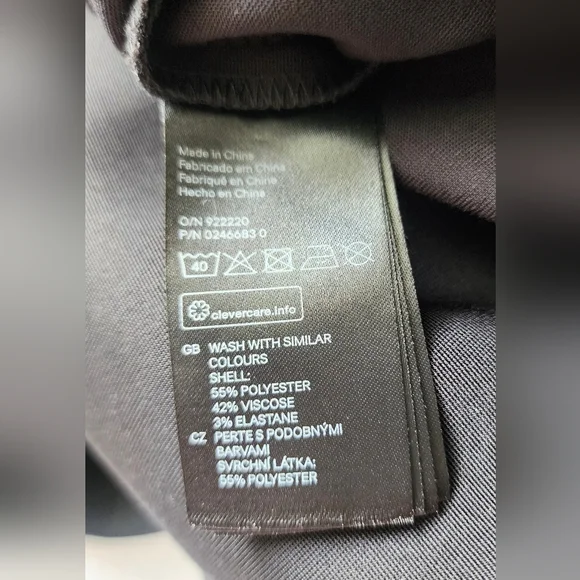 Made in China
Fabricado em China
Fabriqué en Chine
Hecho en China
O/N 922220
P/N 0246683 0
40
clevercare.info
GB WASH WITH SIMILAR
COLOURS
SHELL:
55% POLYESTER
42% VISCOSE
3% ELASTANE
CZ PERTE S PODOBNÝMI
BARVAMI
SVRCHNÍ LÁTKA:
55% POLYESTER